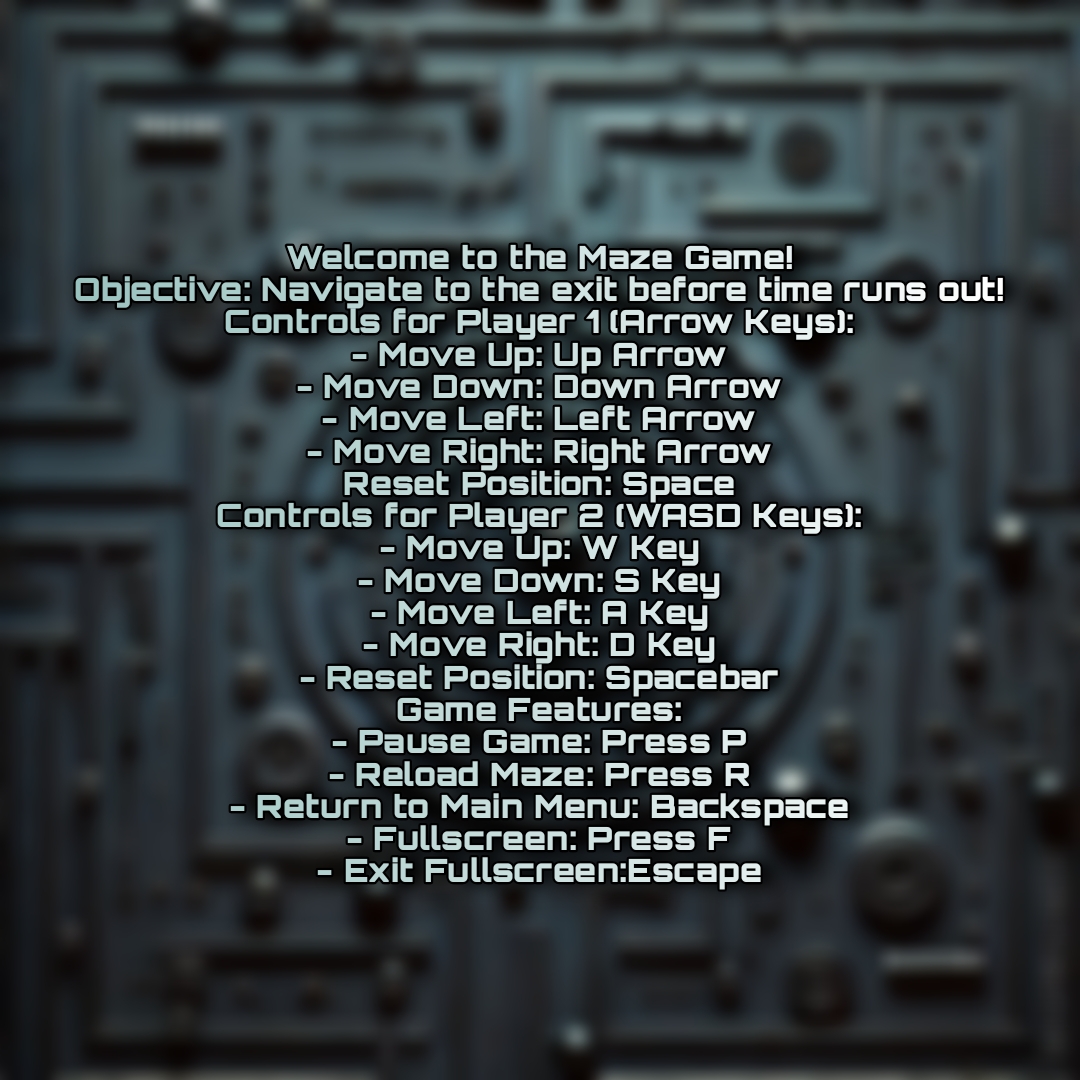 Welcome to the Maze Game!
Objective: Navigate to the exit before time runs out!
Controls for Player 1 (Arrow Keys):
- Move Up: Up Arrow
- Move Down: Down Arrow
- Move Left: Left Arrow
- Move Right: Right Arrow
Reset Position: Space
Controls for Player 2 (WASD Keys):
- Move Up: W Key
- Move Down: S Key
- Move Left: A Key
- Move Right: D Key
- Reset Position: Spacebar
Game Features:
- Pause Game: Press P
- Reload Maze: Press R
- Return to Main Menu: Backspace
- Fullscreen: Press F
- Exit Fullscreen:Escape